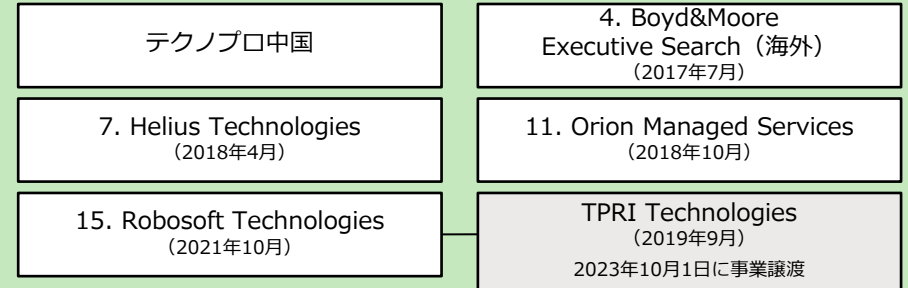 テクノプロ中国
4. Boyd&Moore
Executive Search（海外）
（2017年7月）
7. Helius Technologies
（2018年4月）
11. Orion Managed Services
（2018年10月）
15. Robosoft Technologies
（2021年10月）
TPRI Technologies
（2019年9月）
2023年10月1日に事業譲渡